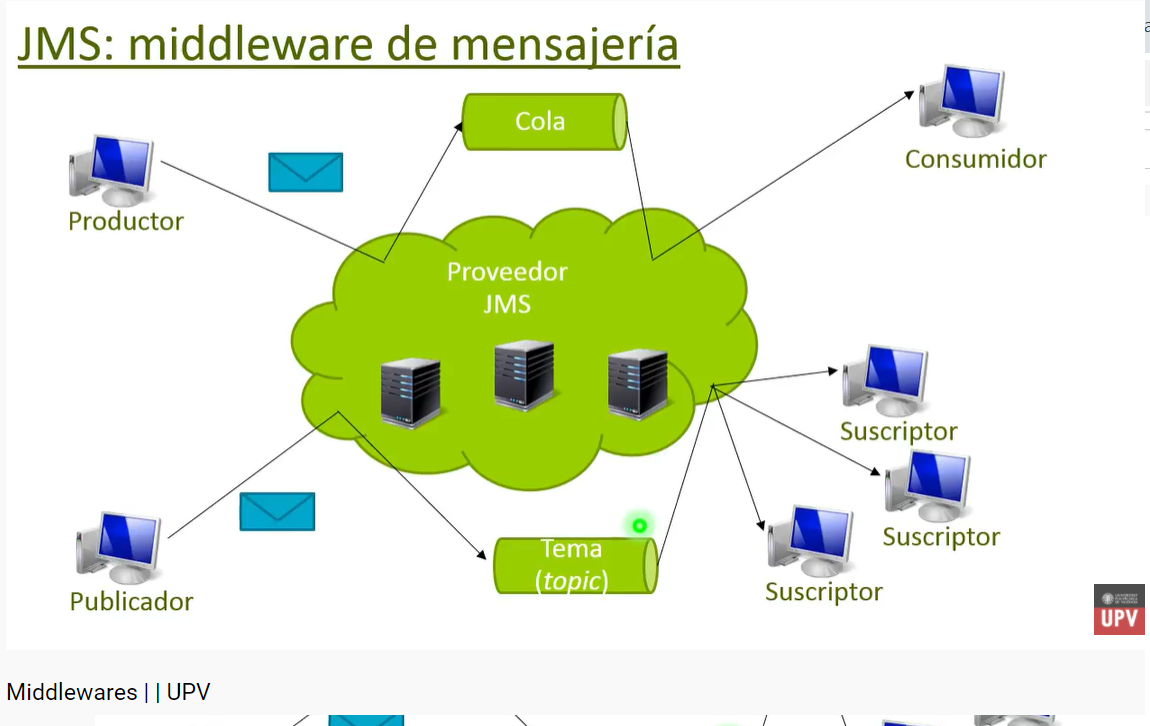 JMS: middleware de mensajería
Cola
Consumidor
Productor
Proveedor
JMS
Suscriptor
Suscriptor
Tema
(topic)
Suscriptor
Publicador
UPV
Middlewares | | UPV